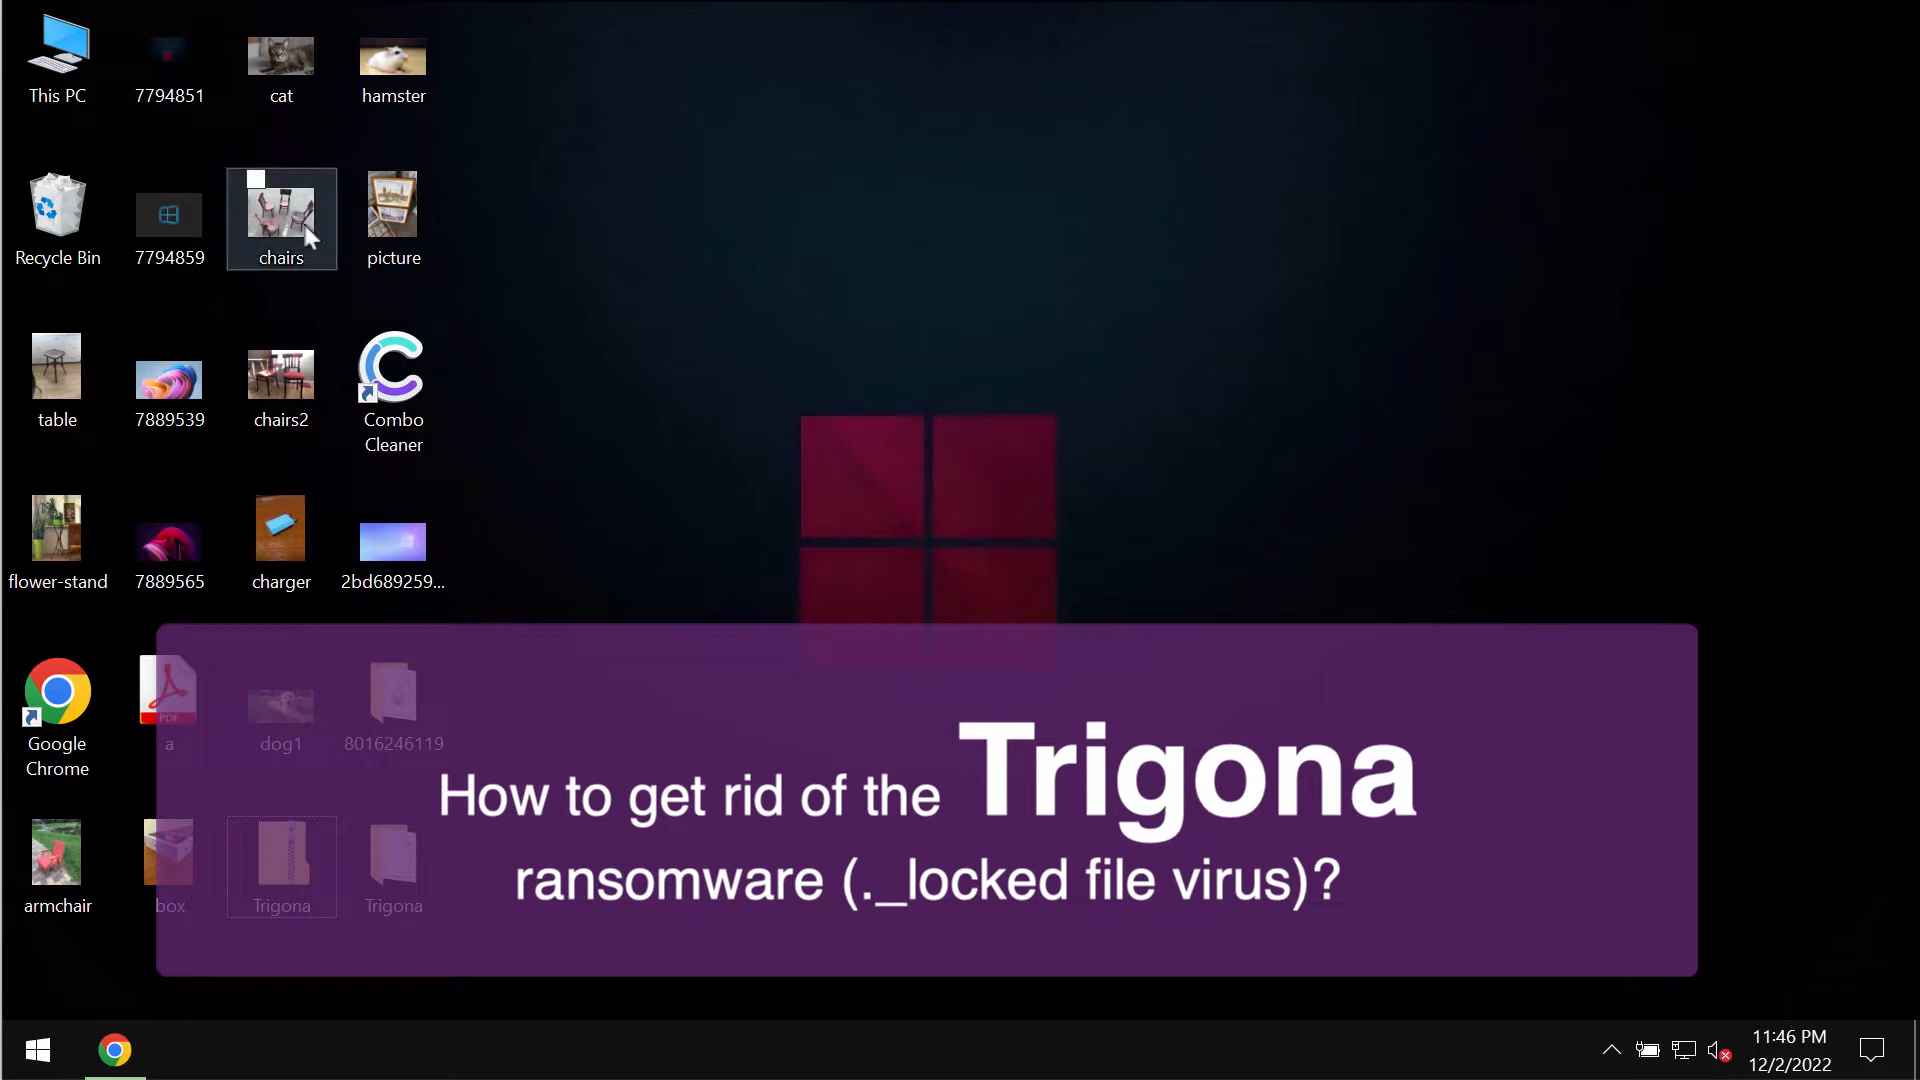 This PC
7794851
cat
hamster
Recycle Bin
7794859
chairs
picture
table
7889539
chairs2
Combo
Cleaner
flower-stand
7889565
charger
2bd689259...
Google
Chrome
PDF
a
dog1
8016246119
armchair
box
Trigona
Trigona
How to get rid of the Trigona
ransomware (._locked file virus)?
11:46 PM
12/2/2022